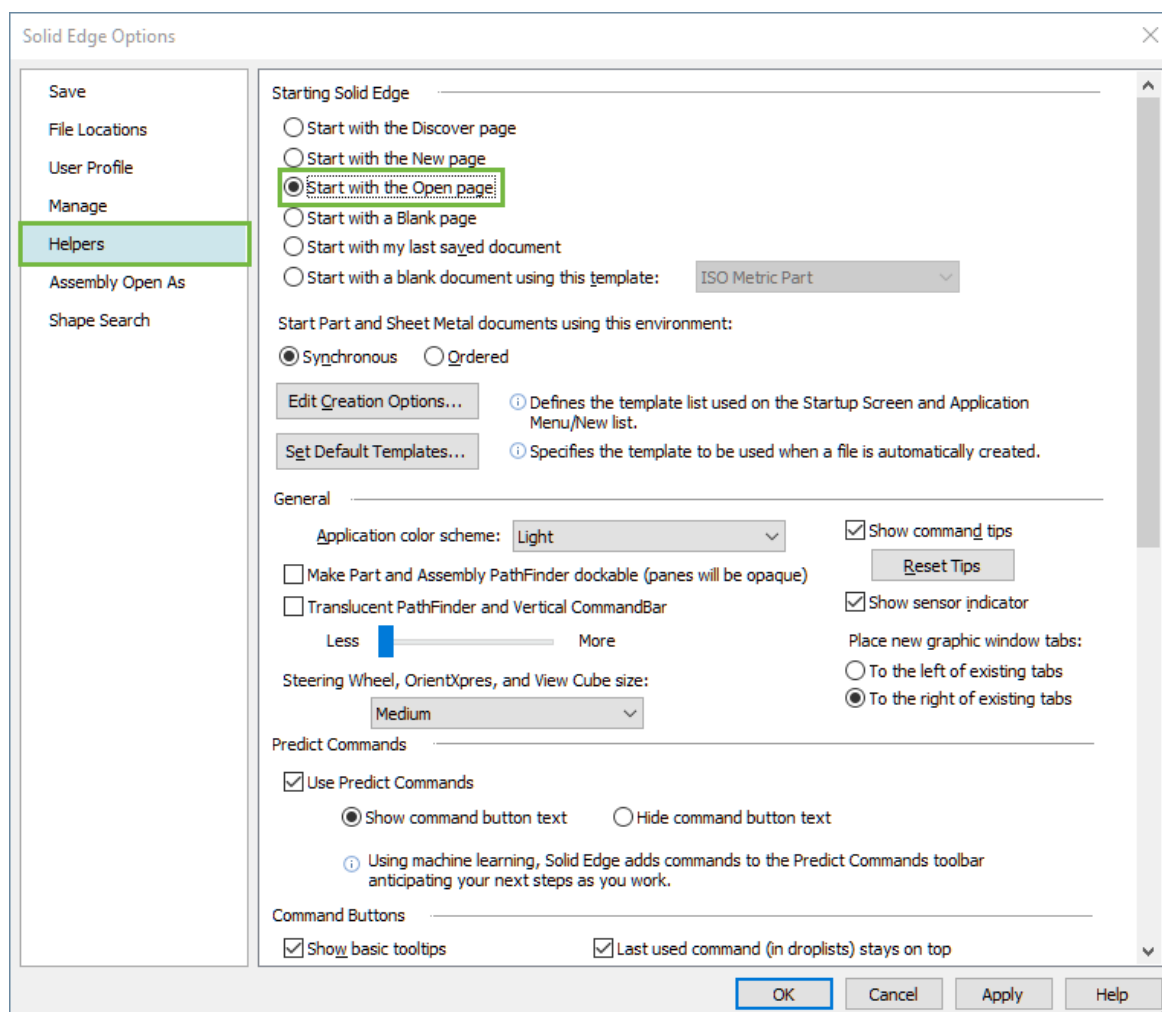 Solid Edge Options
Save
File Locations
User Profile
Manage
Helpers
Assembly Open As
Shape Search
Starting Solid Edge
Start with the Discover page
Start with the New page
Start with the Open page
Start with a Blank page
Start with my last saved document
Start with a blank document using this template: ISO Metric Part
Start Part and Sheet Metal documents using this environment:
Synchronous Ordered
Edit Creation Options... Defines the template list used on the Startup Screen and Application
Menu/New list.
Set Default Templates... Specifies the template to be used when a file is automatically created.
General
Application color scheme: Light
Show command tips
Reset Tips
Make Part and Assembly PathFinder dockable (panes will be opaque)
Translucent PathFinder and Vertical CommandBar
Show sensor indicator
Less More
Place new graphic window tabs:
To the left of existing tabs
To the right of existing tabs
Steering Wheel, OrientXpres, and View Cube size:
Medium
Predict Commands
Use Predict Commands
Show command button text Hide command button text
Using machine learning, Solid Edge adds commands to the Predict Commands toolbar
anticipating your next steps as you work.
Command Buttons
Show basic tooltips Last used command (in droplists) stays on top
OK Cancel Apply Help